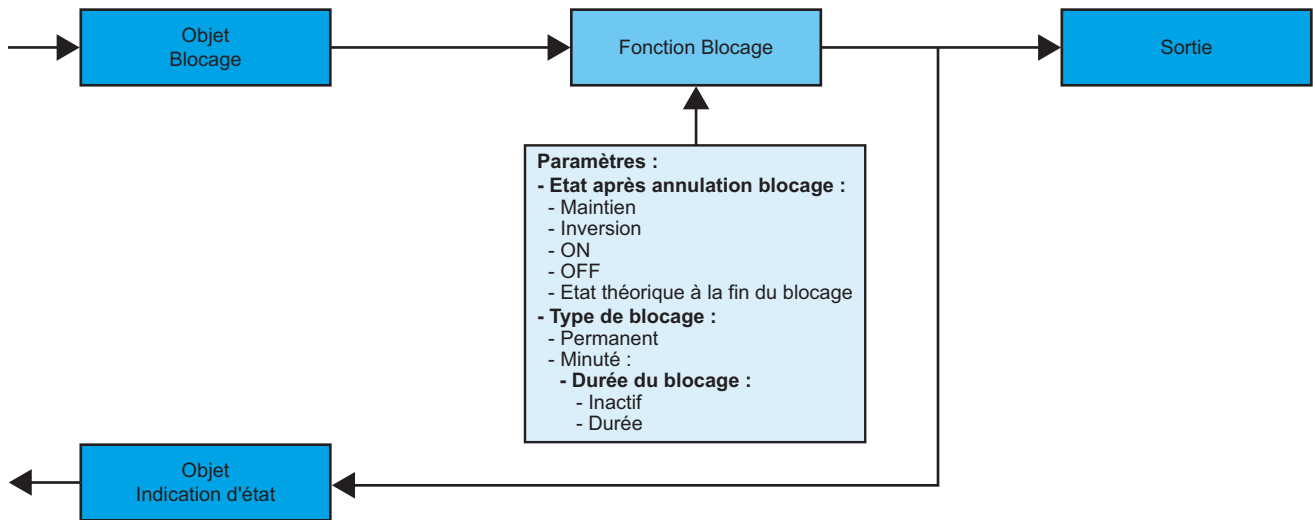 Objet
Blocage
Fonction Blocage
Sortie
Paramètres :
- Etat après annulation blocage :
- Maintien
- Inversion
- ON
- OFF
- Etat théorique à la fin du blocage
- Type de blocage :
- Permanent
- Minuté :
- Durée du blocage :
- Inactif
- Durée
Objet
Indication d'état